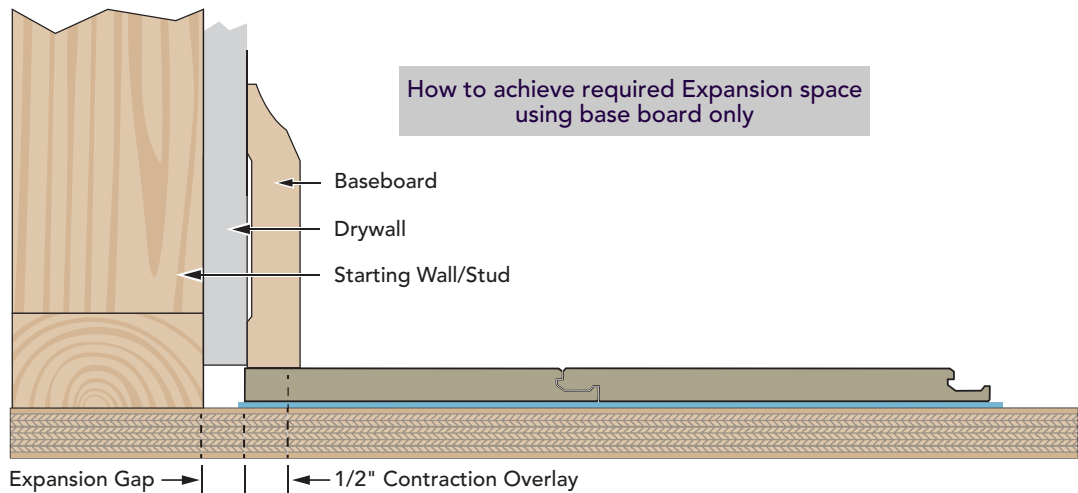 How to achieve required Expansion space
using base board only
Baseboard
Drywall
Starting Wall/Stud
Expansion Gap
1/2" Contraction Overlay